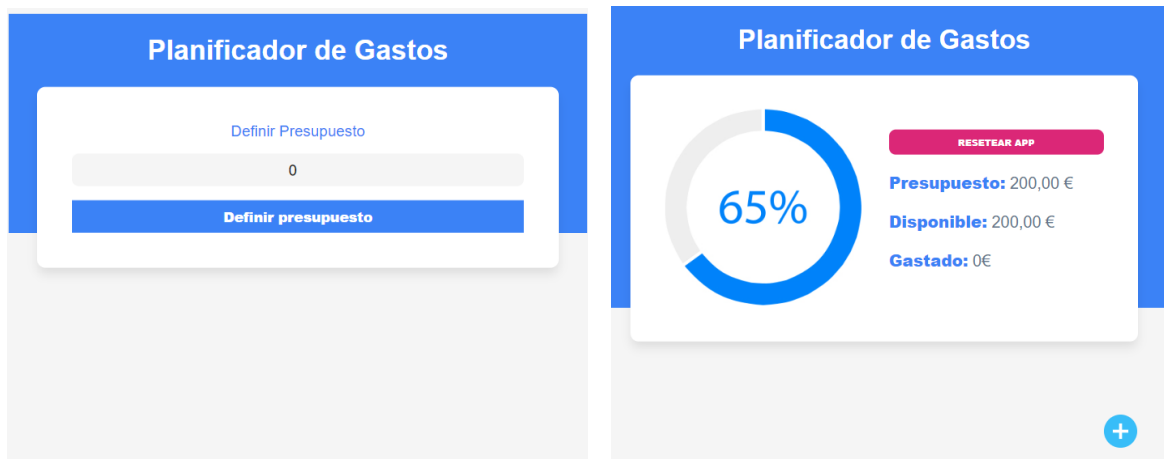 Planificador de Gastos
Definir Presupuesto
0
Definir presupuesto
Planificador de Gastos
65%
RESETEAR APP
Presupuesto: 200,00 €
Disponible: 200,00 €
Gastado: 0€
+